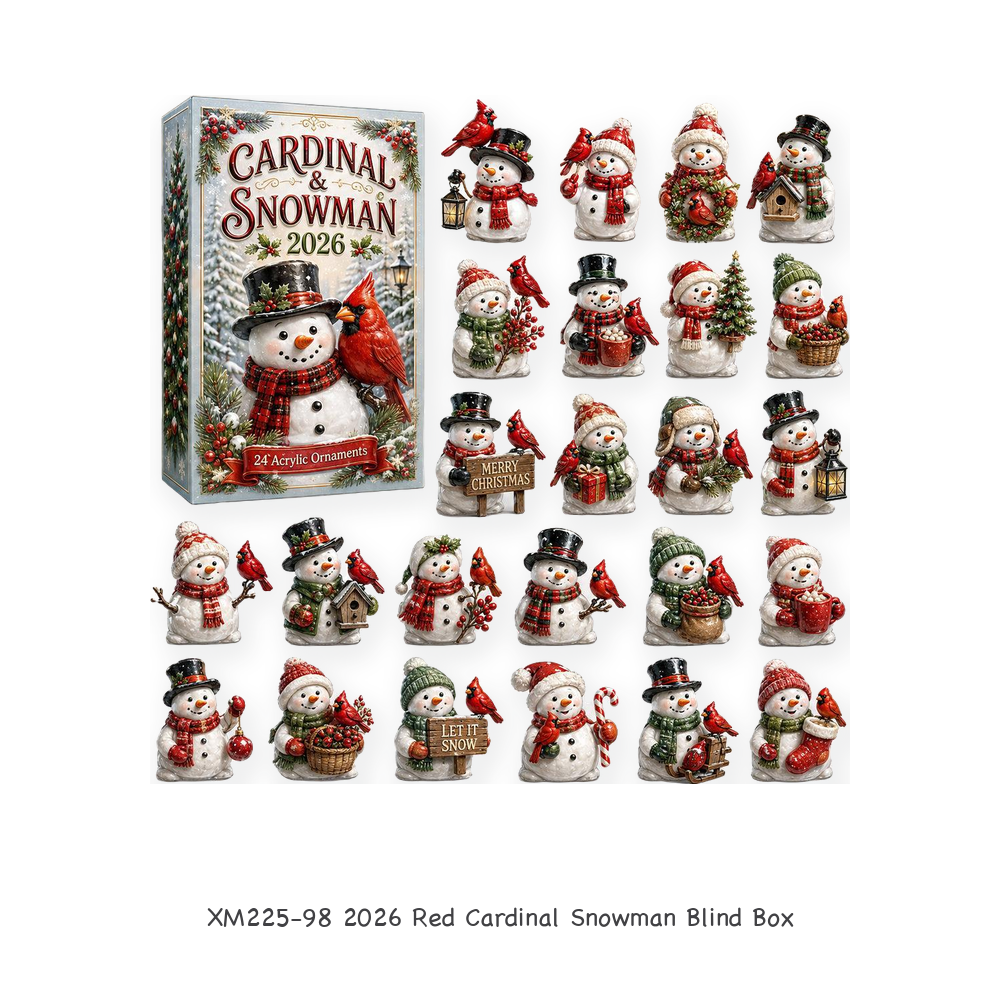 CARDINAL
&
SNOWMAN
2026
24 Acrylic Ornaments
MERRY
CHRISTMAS
LET IT
SNOW
XM225-98 2026 Red Cardinal Snowman Blind Box